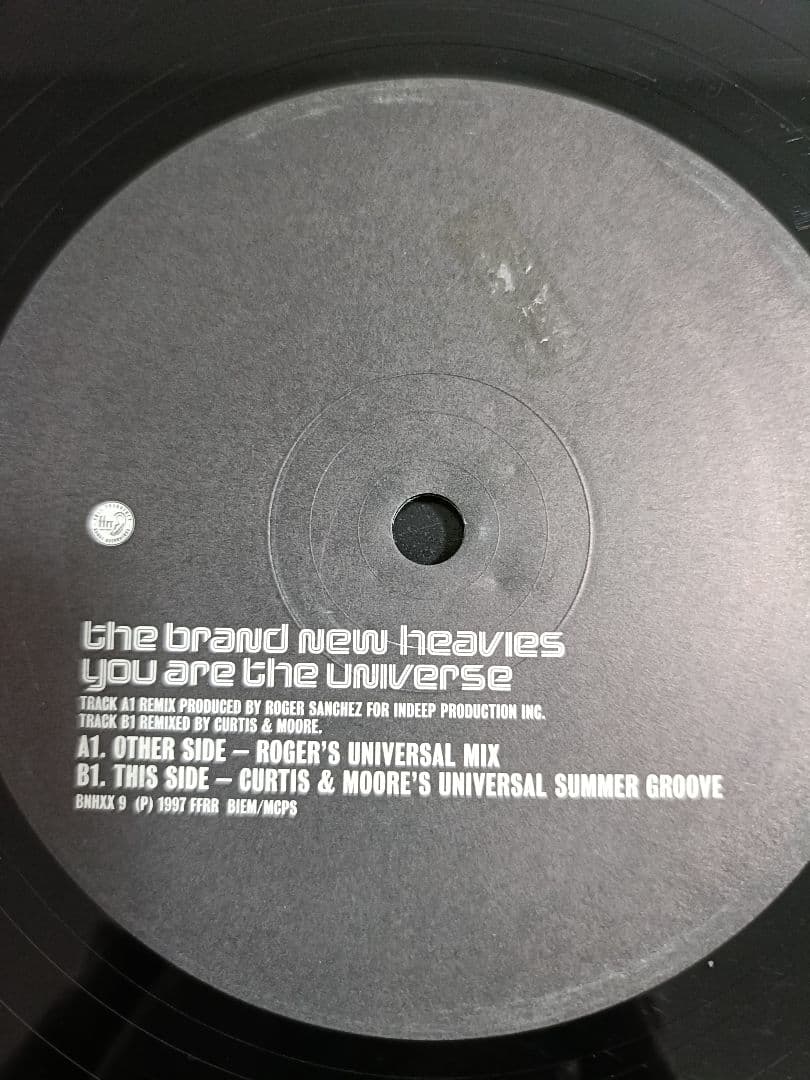 ffrr
the brand new heavies
you are the universe
TRACK A1 REMIX PRODUCED BY ROGER SANCHEZ FOR INDEEP PRODUCTION INC.
TRACK B1 REMIXED BY CURTIS & MOORE.
A1. OTHER SIDE – ROGER'S UNIVERSAL MIX
B1. THIS SIDE – CURTIS & MOORE'S UNIVERSAL SUMMER GROOVE
BNHXX 9 (P) 1997 FFRR BIEM/MCPS